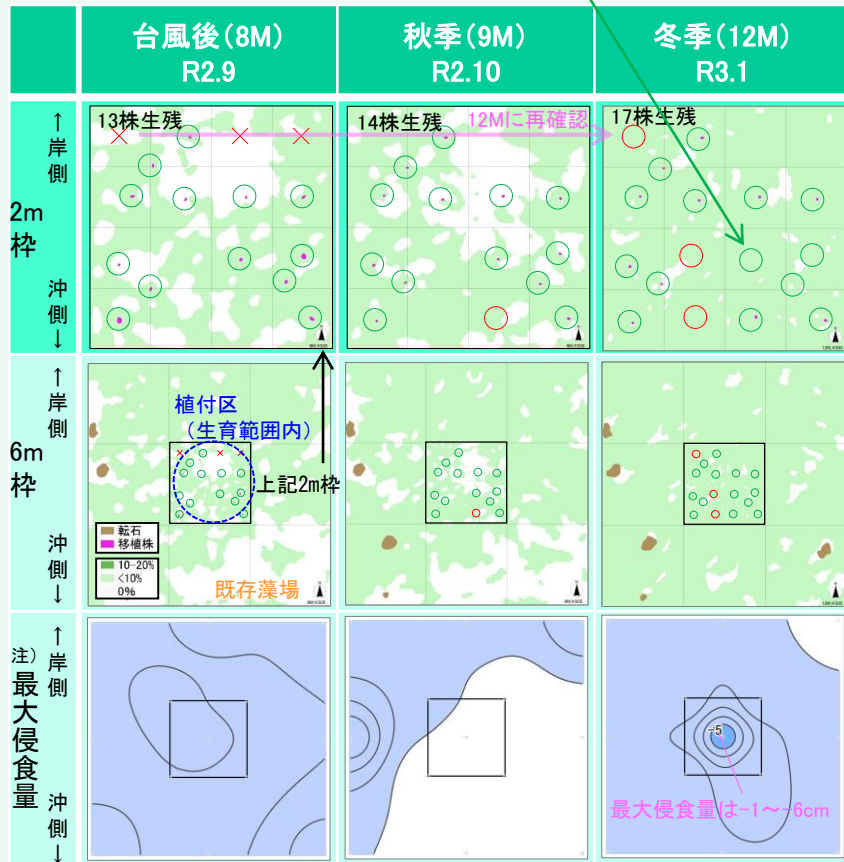 台風後(8M)
R2.9
秋季(9M)
R2.10
冬季(12M)
R3.1
2m
枠
↑
岸
側
沖
側
↓
13株生残
14株生残
12Mに再確認
17株生残
6m
枠
↑
岸
側
沖
側
↓
植付区
(生育範囲内)
上記2m枠
転石
移植株
10-20%
<10%
0%
既存藻場
注)
最
大
侵
食
量
↑
岸
側
沖
側
↓
-5
最大侵食量は-1～-6cm